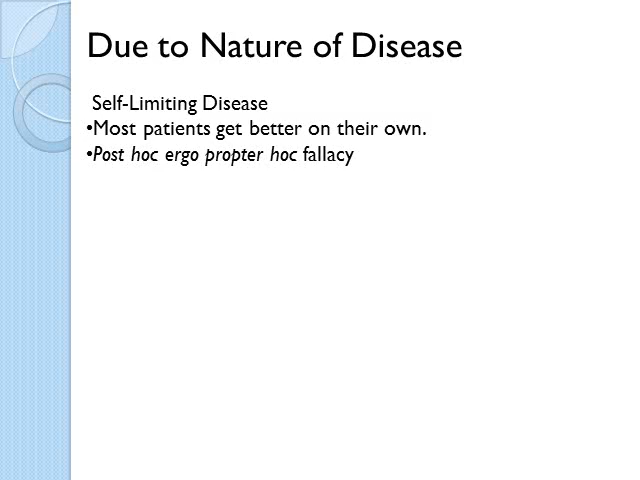 Due to Nature of Disease
Self-Limiting Disease
•Most patients get better on their own.
•Post hoc ergo propter hoc fallacy